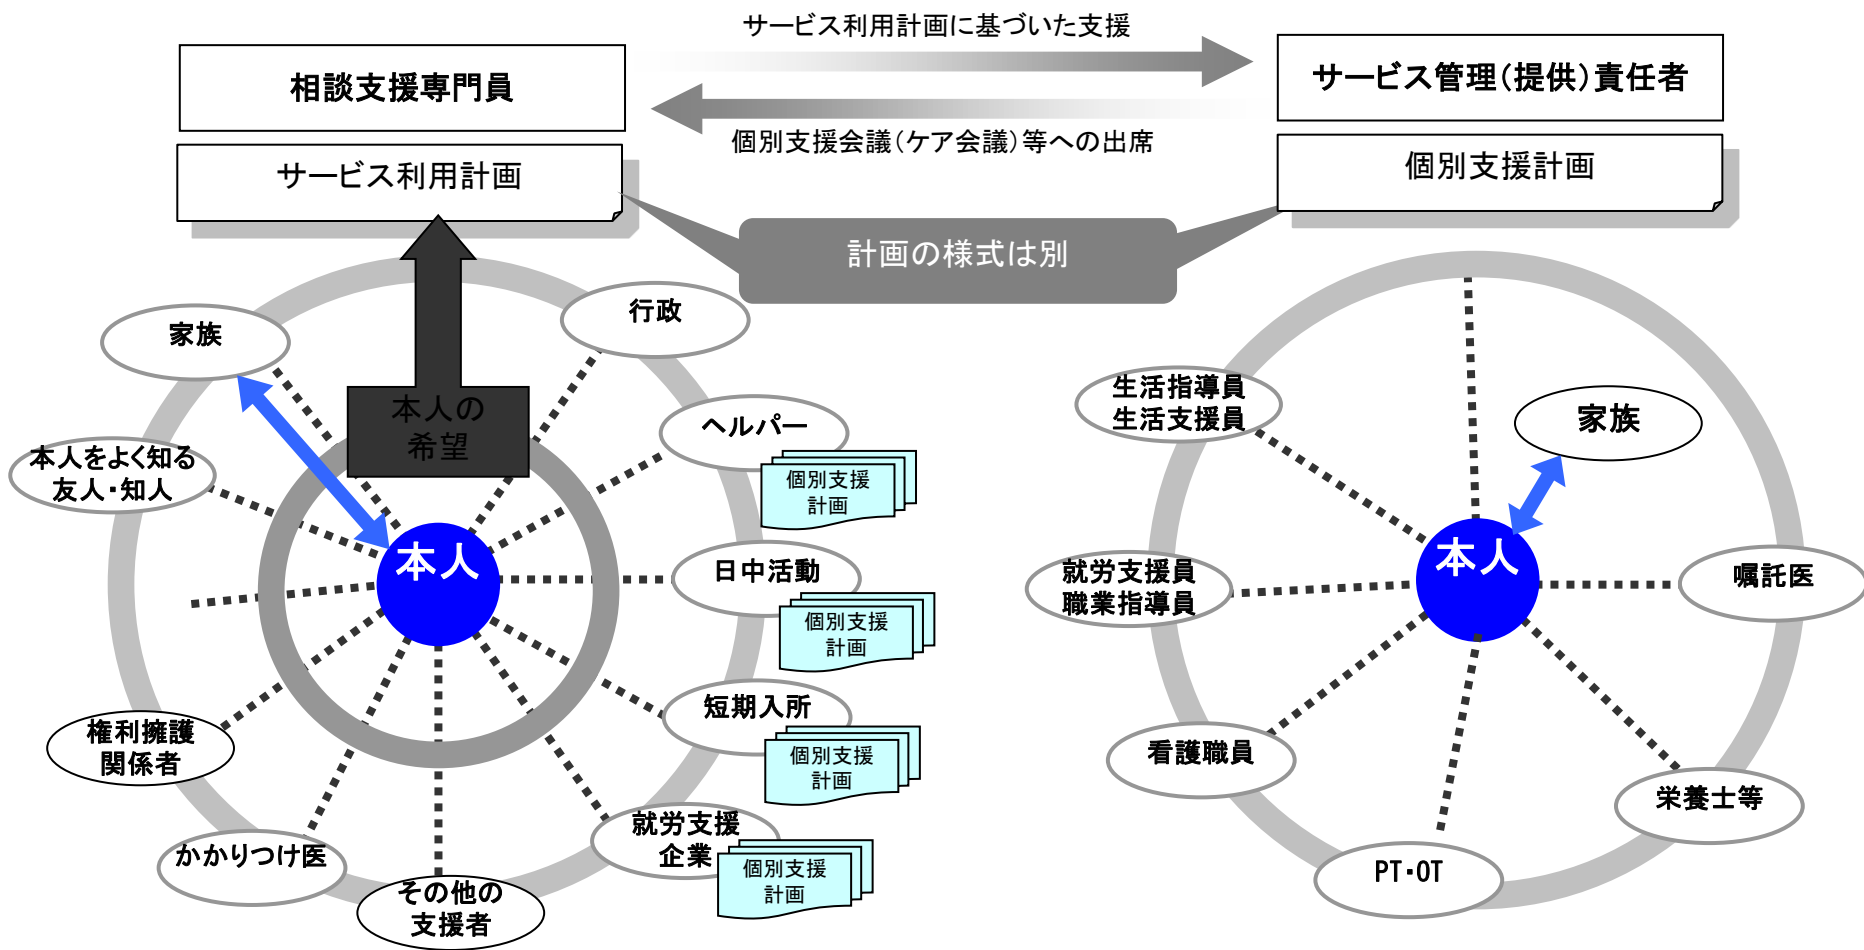 サービス利用計画に基づいた支援
相談支援専門員
サービス管理(提供)責任者
個別支援会議(ケア会議)等への出席
サービス利用計画
個別支援計画
計画の様式は別
家族
行政
本人の
希望
ヘルパー
個別支援
計画
本人をよく知る
友人・知人
本人
日中活動
個別支援
計画
短期入所
個別支援
計画
権利擁護
関係者
就労支援
企業
個別支援
計画
かかりつけ医
その他の
支援者
生活指導員
生活支援員
家族
本人
就労支援員
職業指導員
嘱託医
看護職員
栄養士等
PT・OT